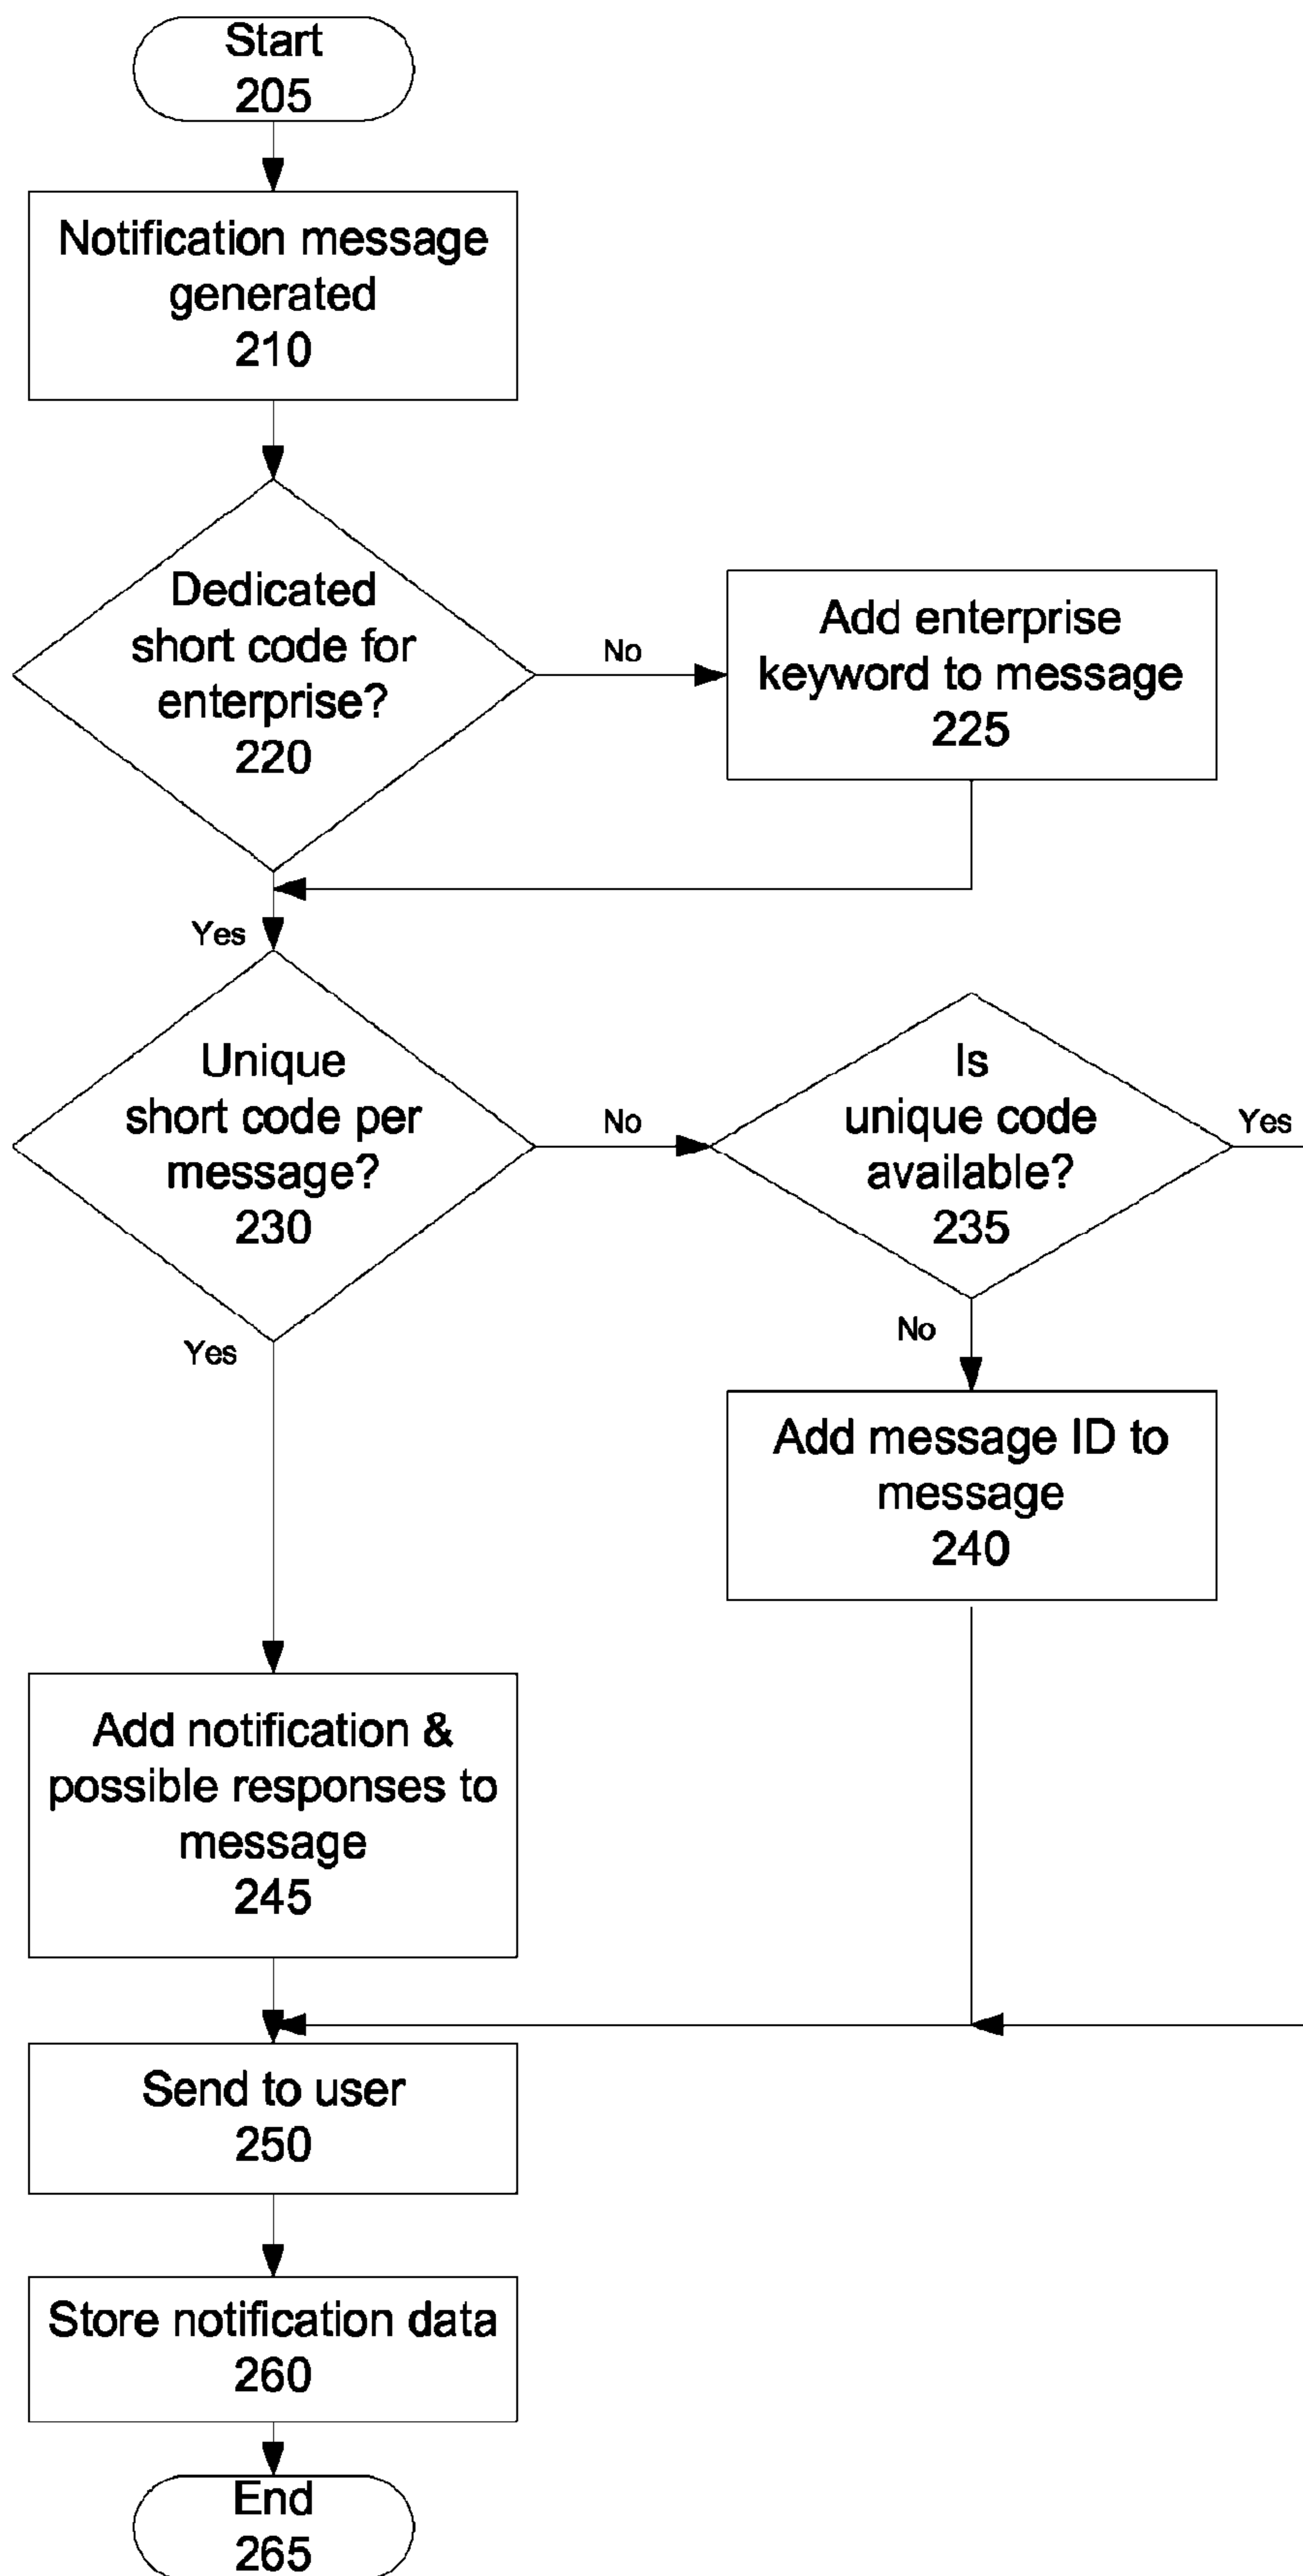 Start
205
Notification message
generated
210
Dedicated
short code for
enterprise?
220
No
Add enterprise
keyword to message
225
Yes
Unique
short code per
message?
230
No
Is
unique code
available?
235
Yes
No
Yes
Add message ID to
message
240
Add notification &
possible responses to
message
245
Send to user
250
Store notification data
260
End
265